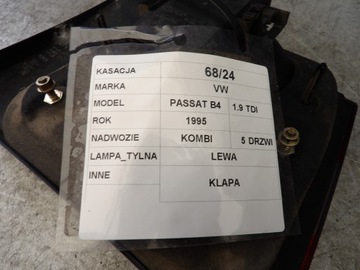 KASACJA 68/24
MARKA VW
MODEL PASSAT B4 1.9 TDI
ROK 1995
NADWOZIE KOMBI 5 DRZWI
LAMPA_TYLNA LEWA
INNE KLAPA